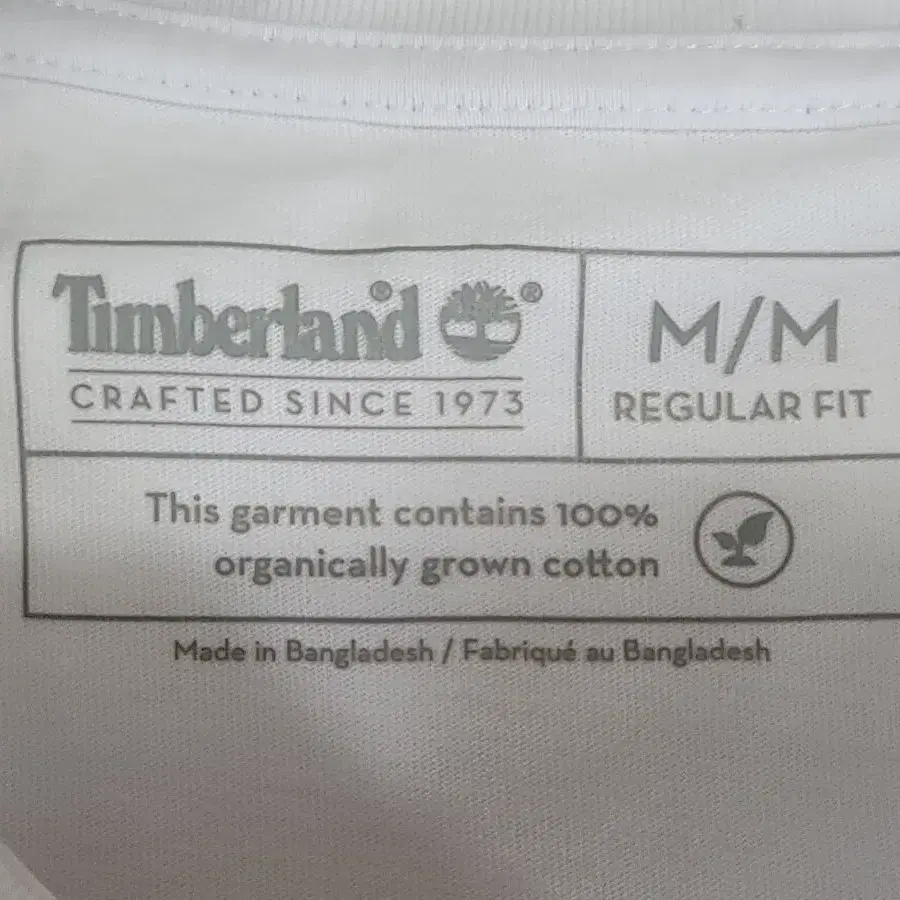 Timberland® ®
CRAFTED SINCE 1973
M/M
REGULAR FIT
This garment contains 100%
organically grown cotton
Made in Bangladesh / Fabriqué au Bangladesh